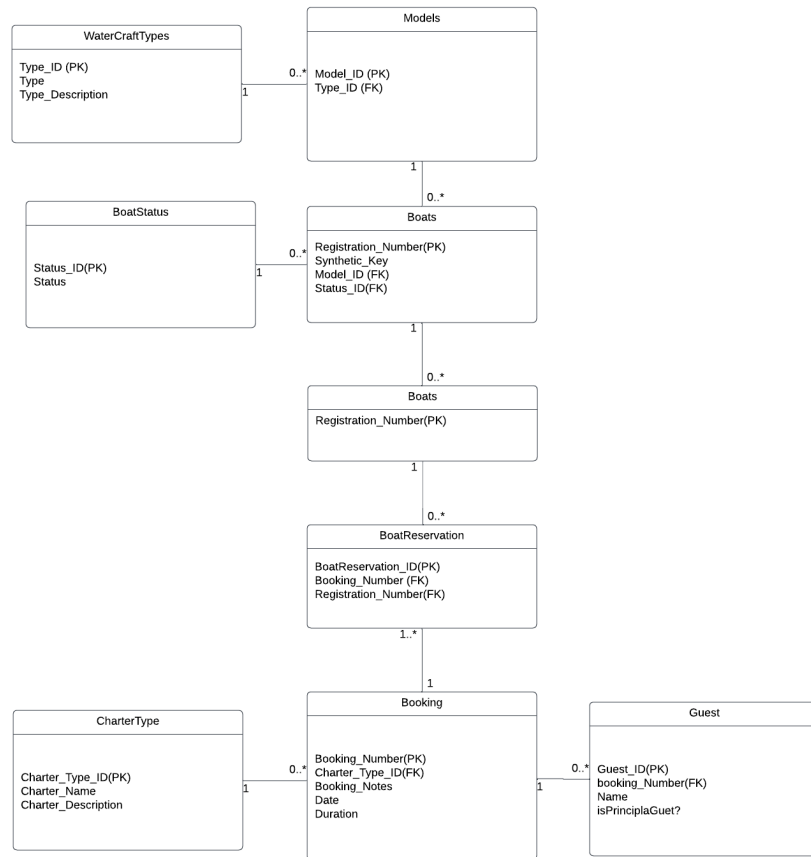 Models
WaterCraftTypes
Type_ID (PK)
Type
Type_Description
0..*
1
Model_ID (PK)
Type_ID (FK)
1
0..*
BoatStatus
Status_ID(PK)
Status
0..*
1
Boats
Registration_Number(PK)
Synthetic_Key
Model_ID (FK)
Status_ID(FK)
1
0..*
Boats
Registration_Number(PK)
1
0..*
BoatReservation
BoatReservation_ID(PK)
Booking_Number (FK)
Registration_Number(FK)
1..*
1
Booking
CharterType
Charter_Type_ID(PK)
Charter_Name
Charter_Description
0..*
1
Booking_Number(PK)
Charter_Type_ID(FK)
Booking_Notes
Date
Duration
0..*
1
Guest
Guest_ID(PK)
booking_Number(FK)
Name
isPrinciplaGuet?